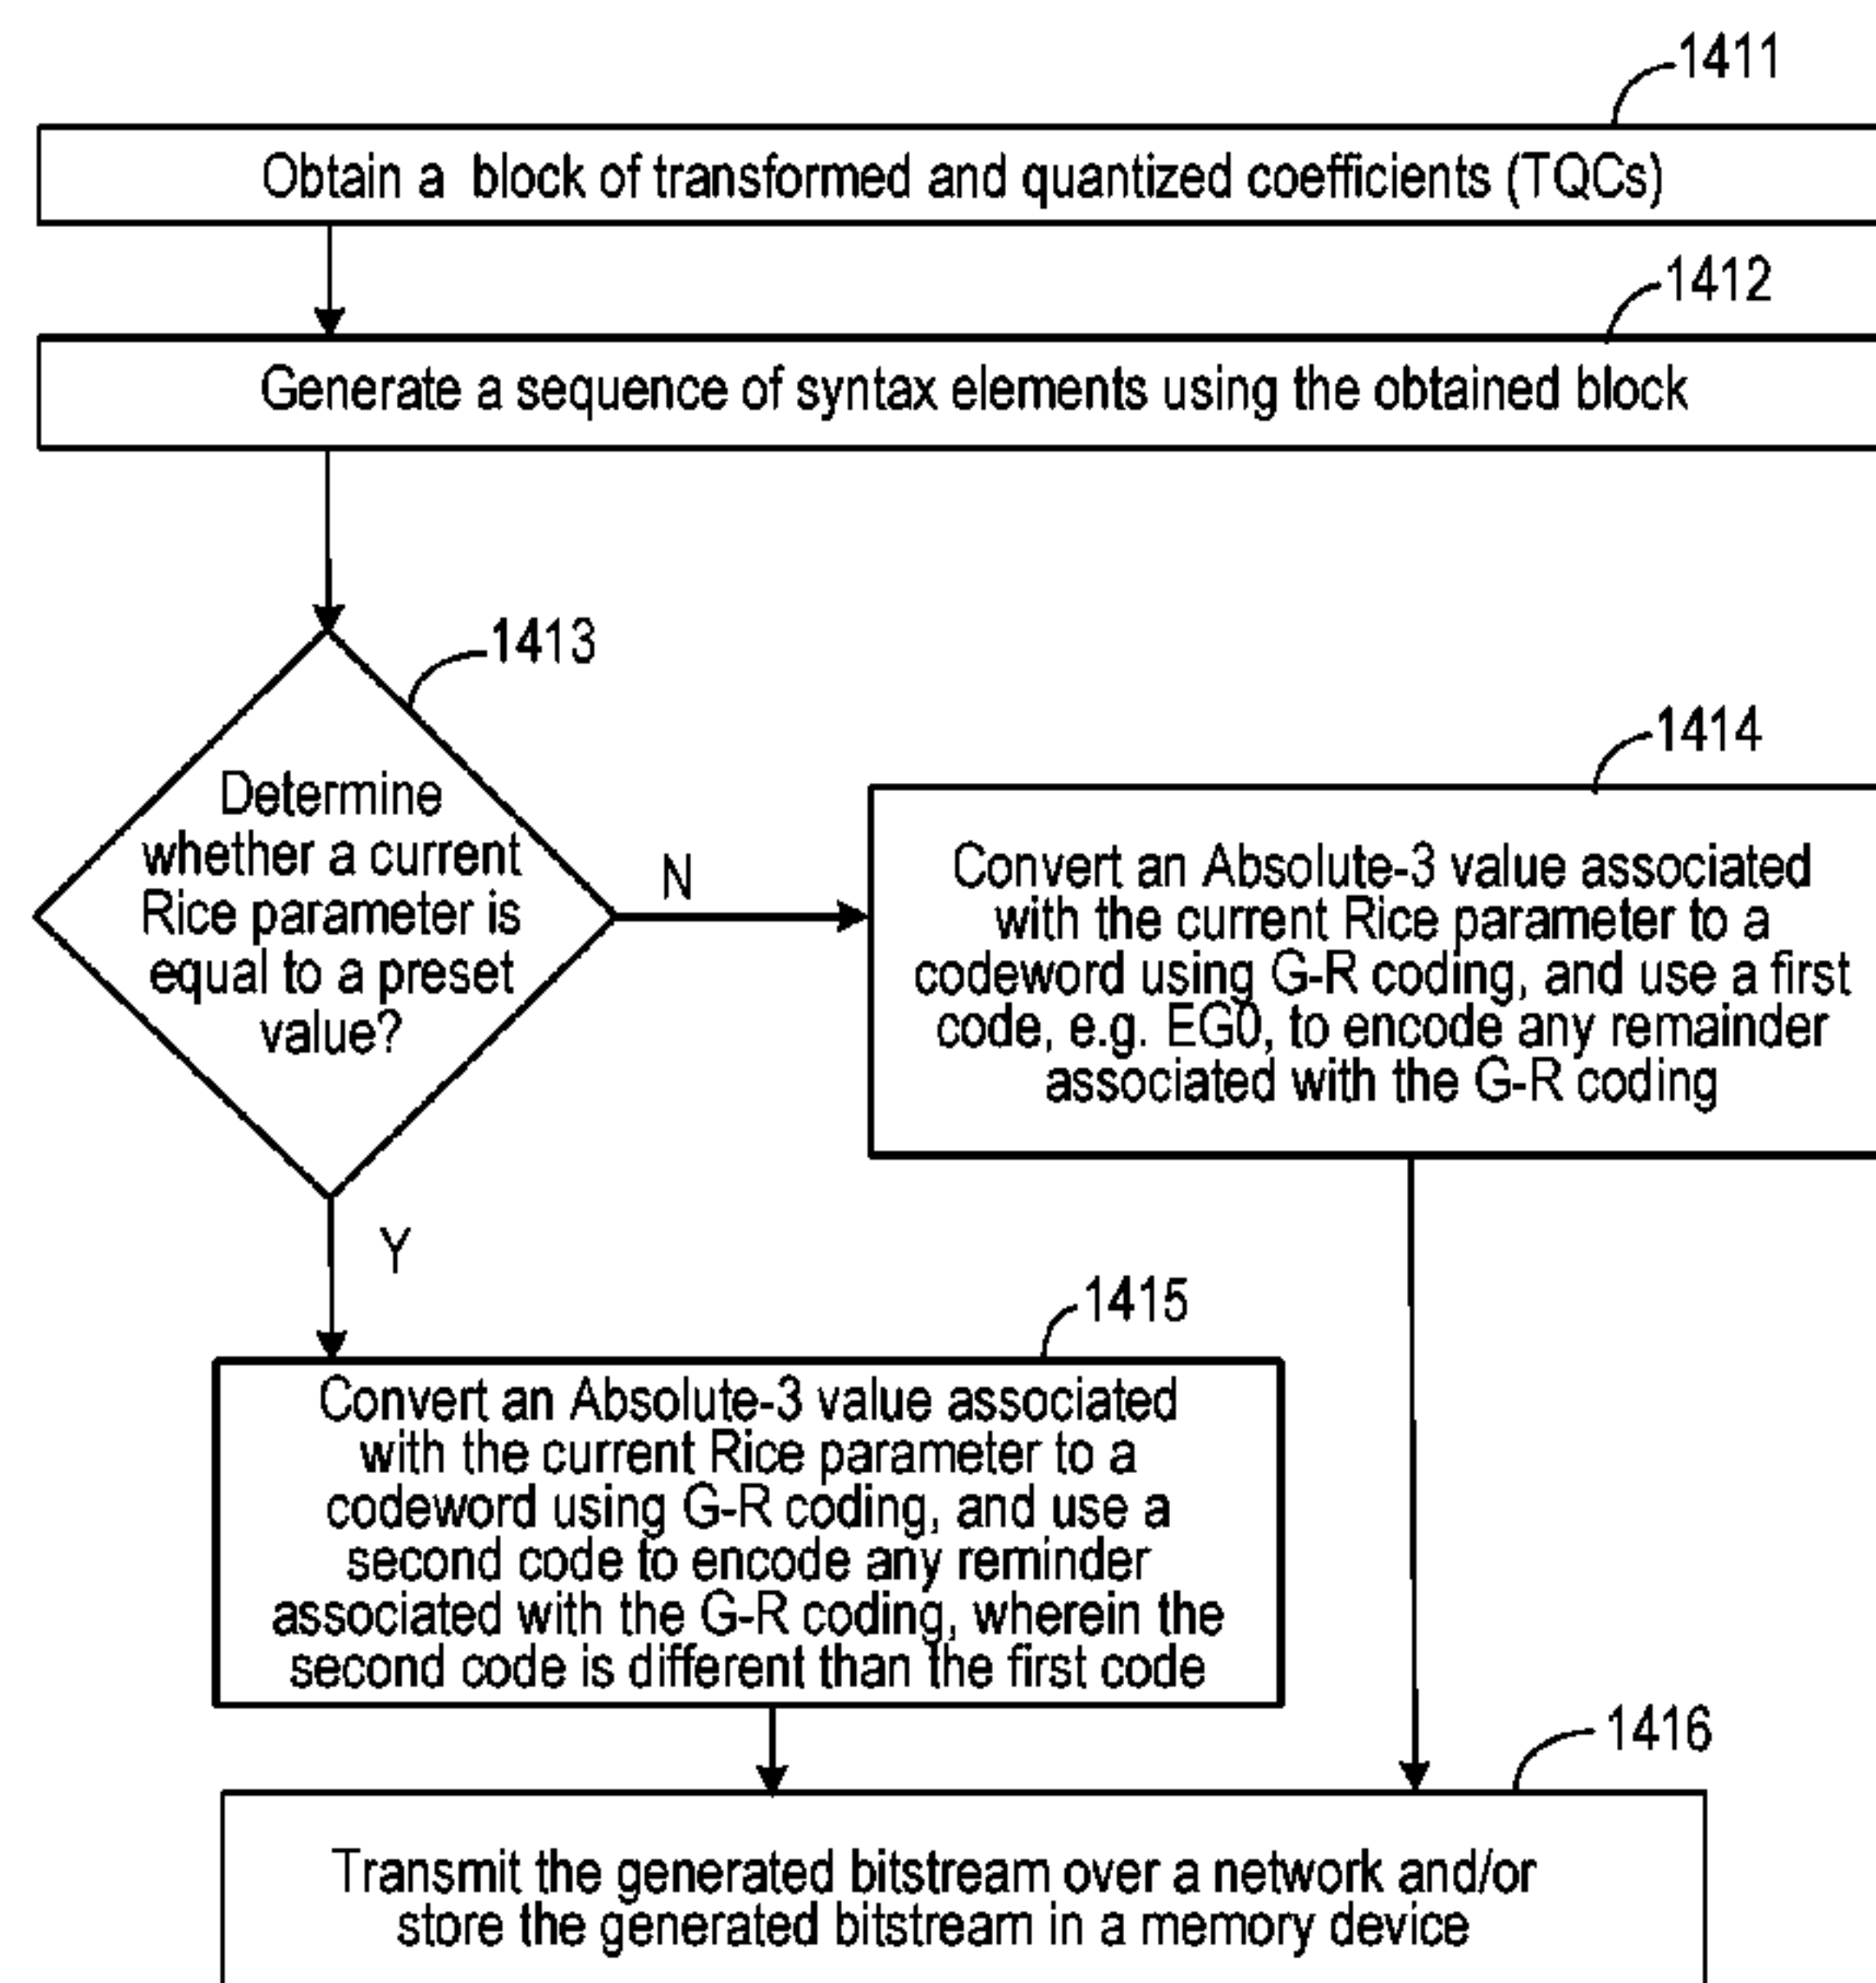 1411
Obtain a block of transformed and quantized coefficients (TQCs)
1412
Generate a sequence of syntax elements using the obtained block
1413
Determine
whether a current
Rice parameter is
equal to a preset
value?
N
1414
Convert an Absolute-3 value associated
with the current Rice parameter to a
codeword using G-R coding, and use a first
code, e.g. EG0, to encode any remainder
associated with the G-R coding
Y
1415
Convert an Absolute-3 value associated
with the current Rice parameter to a
codeword using G-R coding, and use a
second code to encode any reminder
associated with the G-R coding, wherein the
second code is different than the first code
1416
Transmit the generated bitstream over a network and/or
store the generated bitstream in a memory device